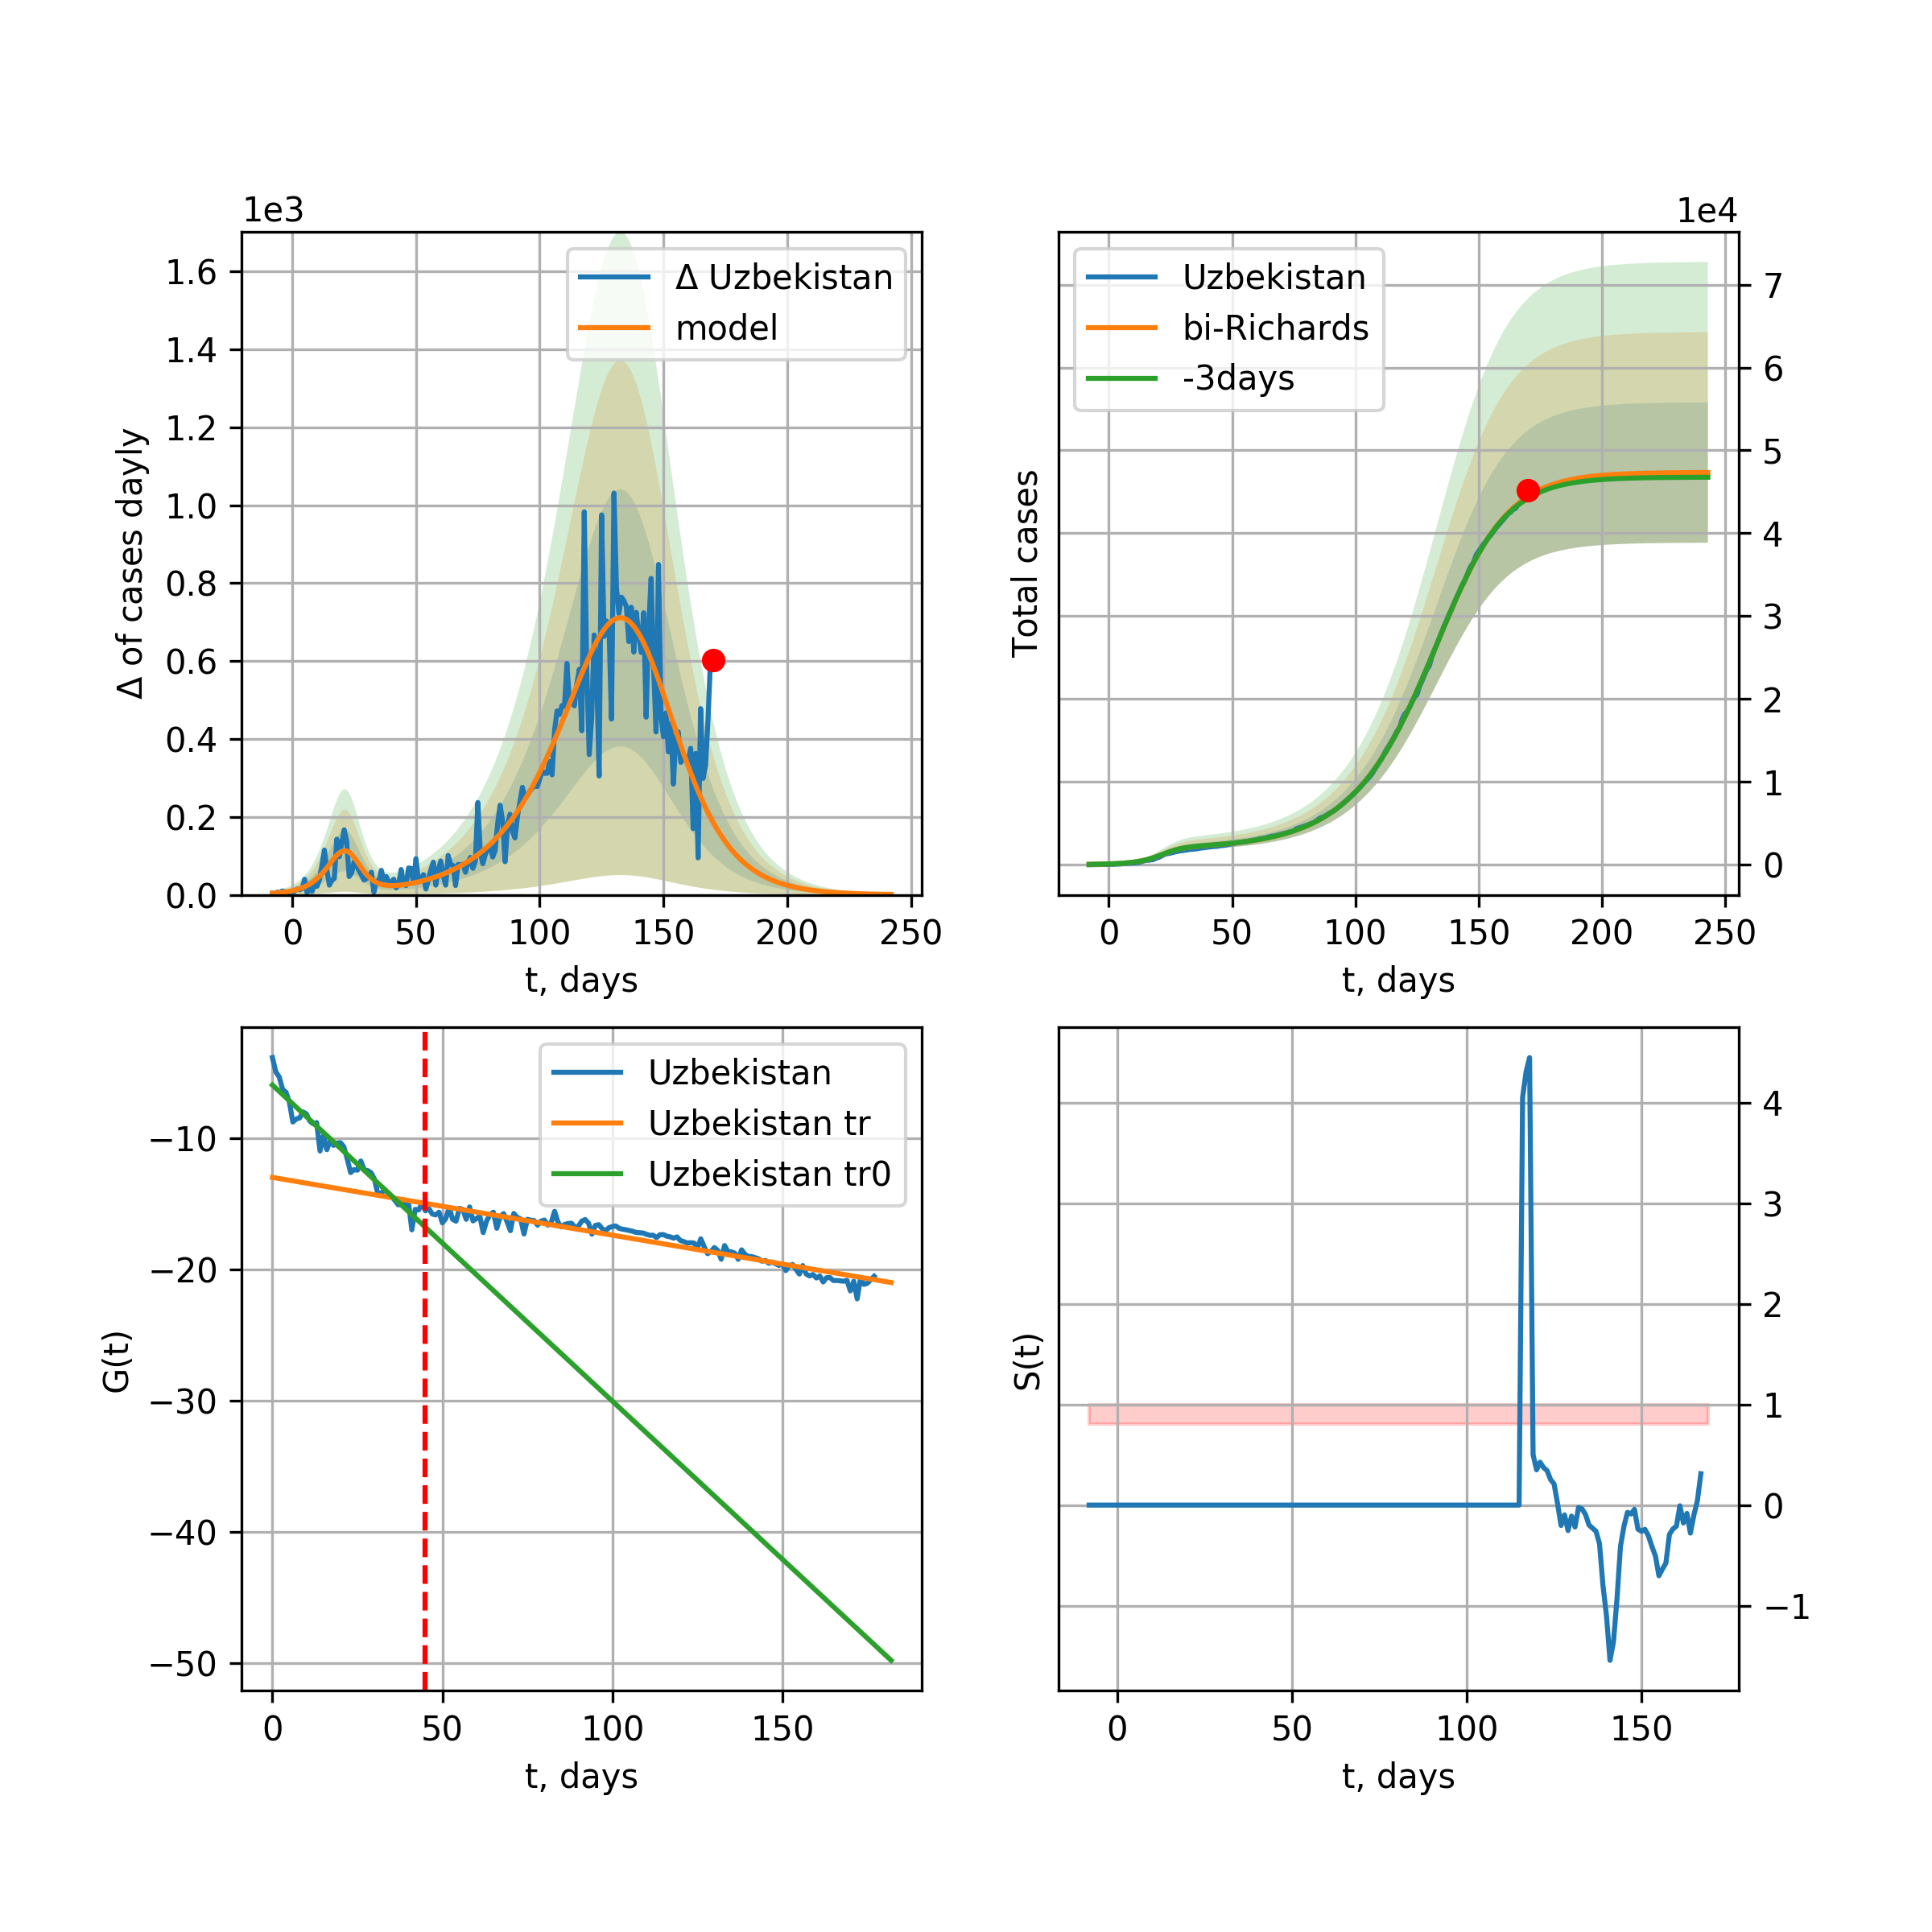 1e3
Δ of cases dayly
1.6
1.4
1.2
1.0
0.8
0.6
0.4
0.2
0.0
Δ Uzbekistan
model
0 50 100 150 200 250
t, days
1e4
Total cases
Uzbekistan
bi-Richards
-3days
7
6
5
4
3
2
1
0
0 50 100 150 200 250
t, days
G(t)
−10
−20
−30
−40
−50
Uzbekistan
Uzbekistan tr
Uzbekistan tr0
0 50 100 150
t, days
S(t)
4
3
2
1
0
−1
0 50 100 150
t, days